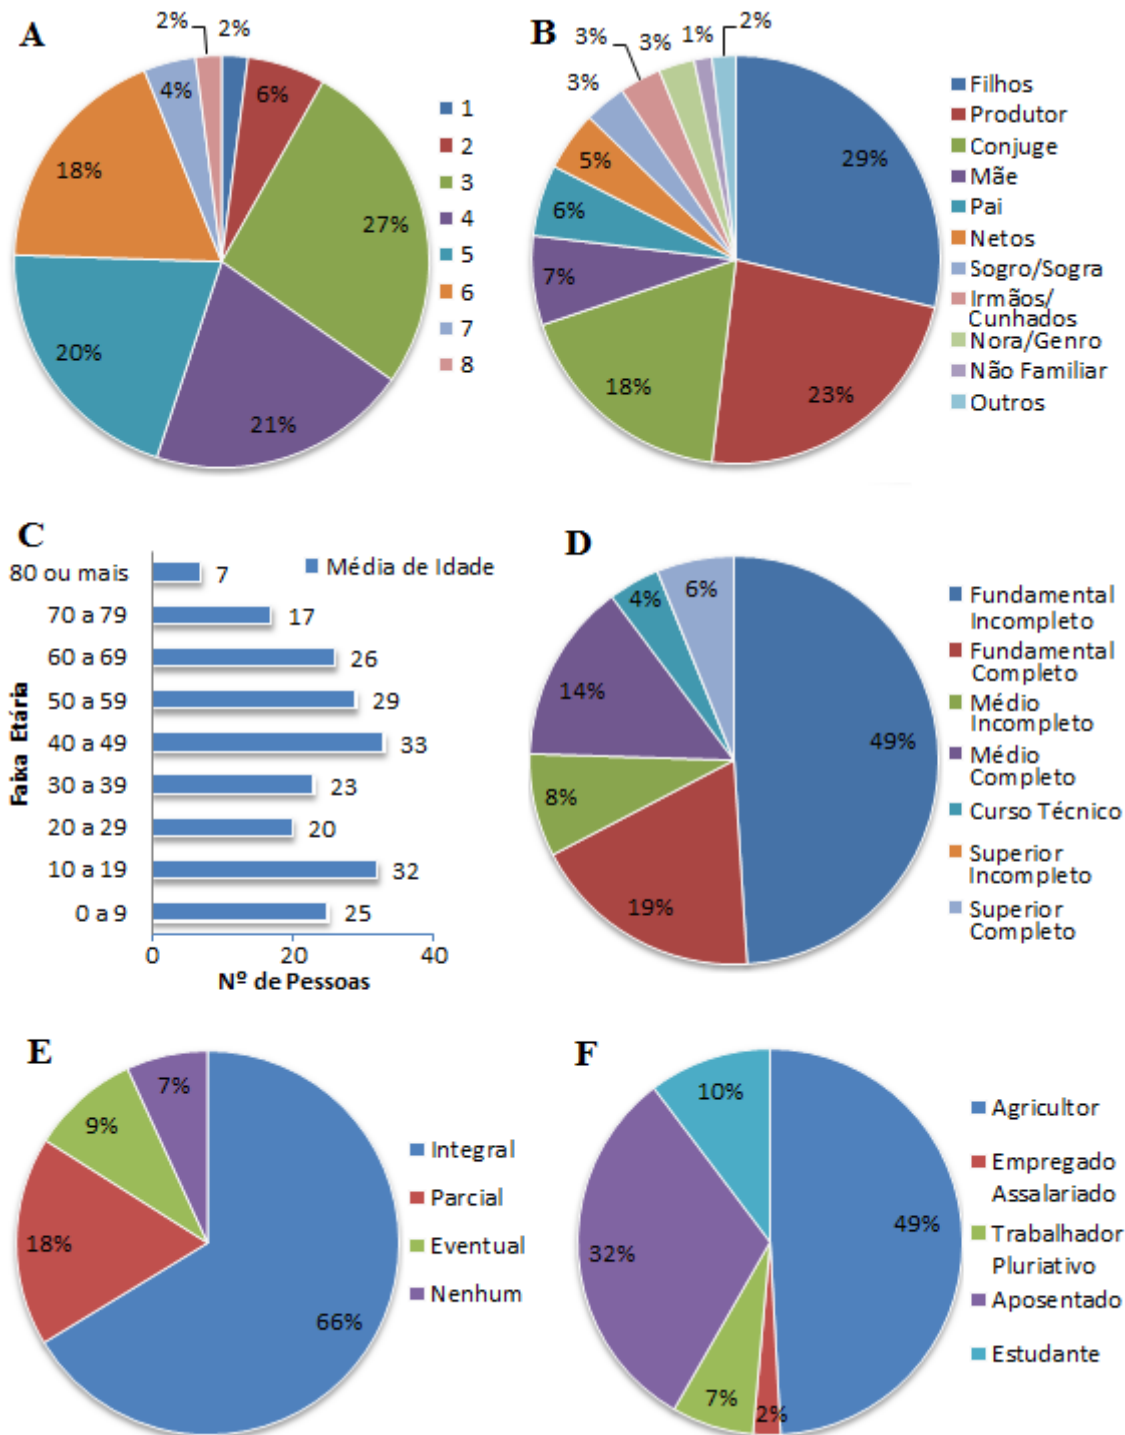 A
2%
2%
6%
4%
18%
27%
20%
21%
1
2
3
4
5
6
7
8
B
3%
3%
3%
1%
2%
5%
29%
6%
7%
18%
23%
Filhos
Produtor
Conjuge
Mãe
Pai
Netos
Sogro/Sogra
Irmãos/
Cunhados
Nora/Genro
Não Familiar
Outros
C
Média de Idade
Faixa Etária
80 ou mais 7
70 a 79 17
60 a 69 26
50 a 59 29
40 a 49 33
30 a 39 23
20 a 29 20
10 a 19 32
0 a 9 25
0 20 40
Nº de Pessoas
D
4%
6%
14%
49%
8%
19%
Fundamental
Incompleto
Fundamental
Completo
Médio
Incompleto
Médio
Completo
Curso Técnico
Superior
Incompleto
Superior
Completo
E
7%
9%
18%
66%
Integral
Parcial
Eventual
Nenhum
F
10%
49%
32%
7%
2%
Agricultor
Empregado
Assalariado
Trabalhador
Pluriativo
Aposentado
Estudante